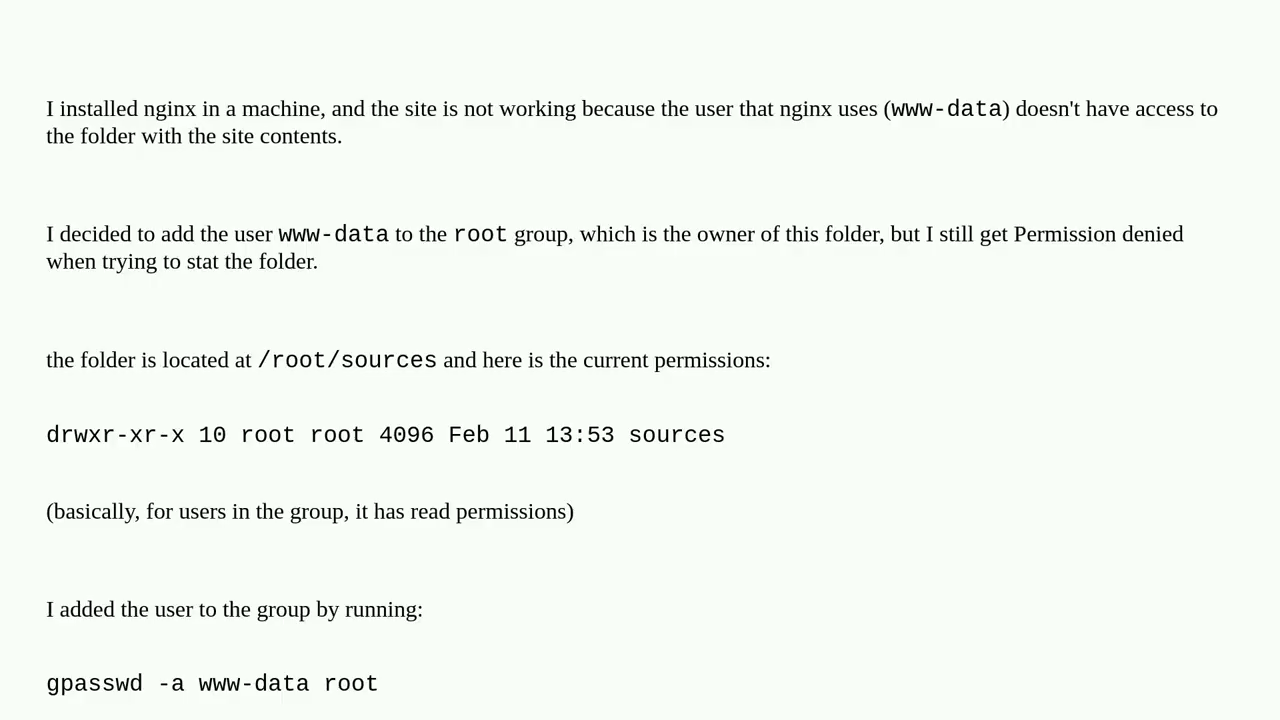 I installed nginx in a machine, and the site is not working because the user that nginx uses (www-data) doesn't have access to
the folder with the site contents.
I decided to add the user www-data to the root group, which is the owner of this folder, but I still get Permission denied
when trying to stat the folder.
the folder is located at /root/sources and here is the current permissions:
drwxr-xr-x 10 root root 4096 Feb 11 13:53 sources
(basically, for users in the group, it has read permissions)
I added the user to the group by running:
gpasswd -a www-data root